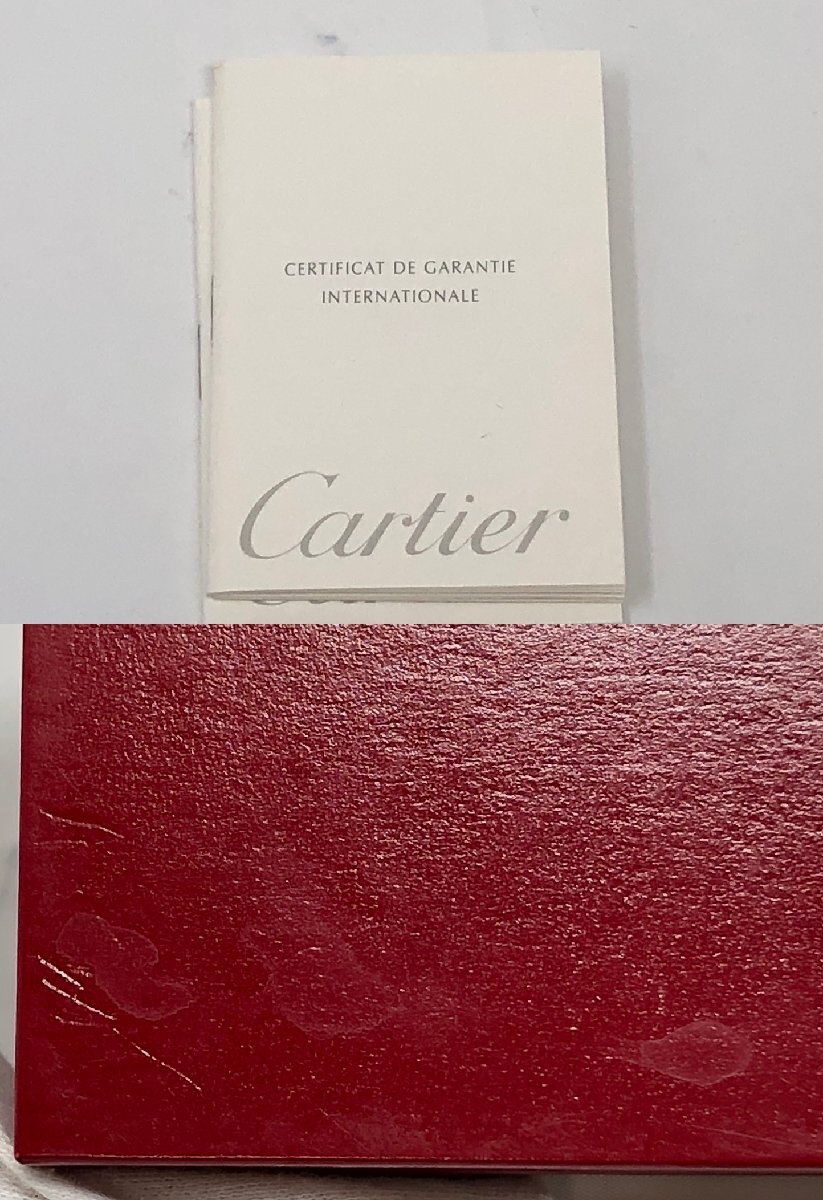 CERTIFICAT DE GARANTIE
INTERNATIONALE
Cartier